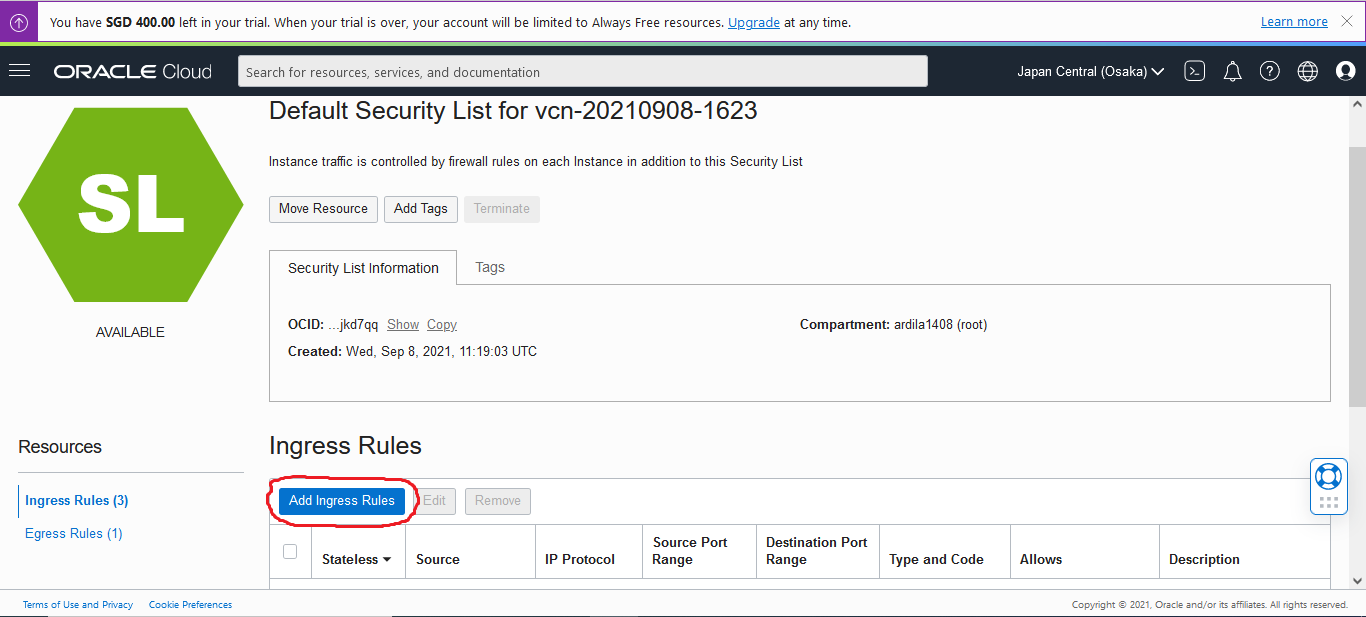 You have SGD 400.00 left in your trial. When your trial is over, your account will be limited to Always Free resources. Upgrade at any time.
Learn more
ORACLE Cloud
Search for resources, services, and documentation
Japan Central (Osaka)
Default Security List for vcn-20210908-1623
SL
AVAILABLE
Instance traffic is controlled by firewall rules on each Instance in addition to this Security List
Move Resource
Add Tags
Terminate
Security List Information
Tags
OCID: ...jkd7qq Show Copy
Compartment: ardila1408 (root)
Created: Wed, Sep 8, 2021, 11:19:03 UTC
Resources
Ingress Rules (3)
Egress Rules (1)
Ingress Rules
Add Ingress Rules
Edit
Remove
Stateless
Source
IP Protocol
Source Port
Range
Destination Port
Range
Type and Code
Allows
Description
Terms of Use and Privacy
Cookie Preferences
Copyright © 2021, Oracle and/or its affiliates. All rights reserved.